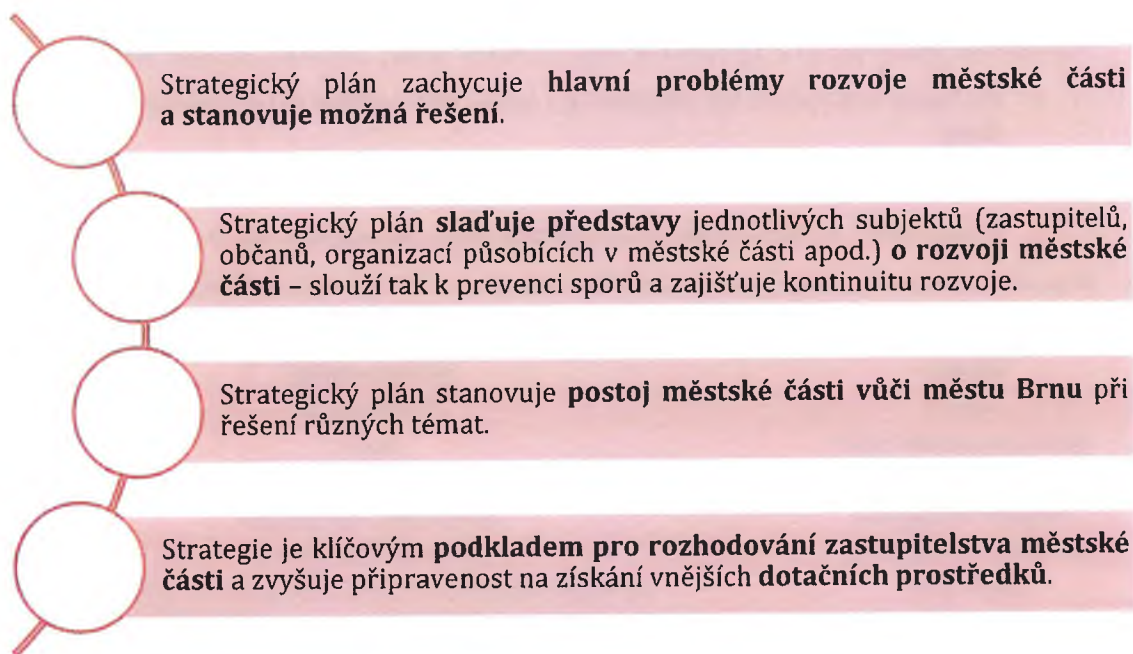 Strategický plán zachycuje hlavní problémy rozvoje městské části
a stanovuje možná řešení.
Strategický plán slaďuje představy jednotlivých subjektů (zastupitelů,
občanů, organizací působících v městské části apod.) o rozvoji městské
části – slouží tak k prevenci sporů a zajišťuje kontinuitu rozvoje.
Strategický plán stanovuje postoj městské části vůči městu Brnu při
řešení různých témat.
Strategie je klíčovým podkladem pro rozhodování zastupitelstva městské
části a zvyšuje připravenost na získání vnějších dotačních prostředků.